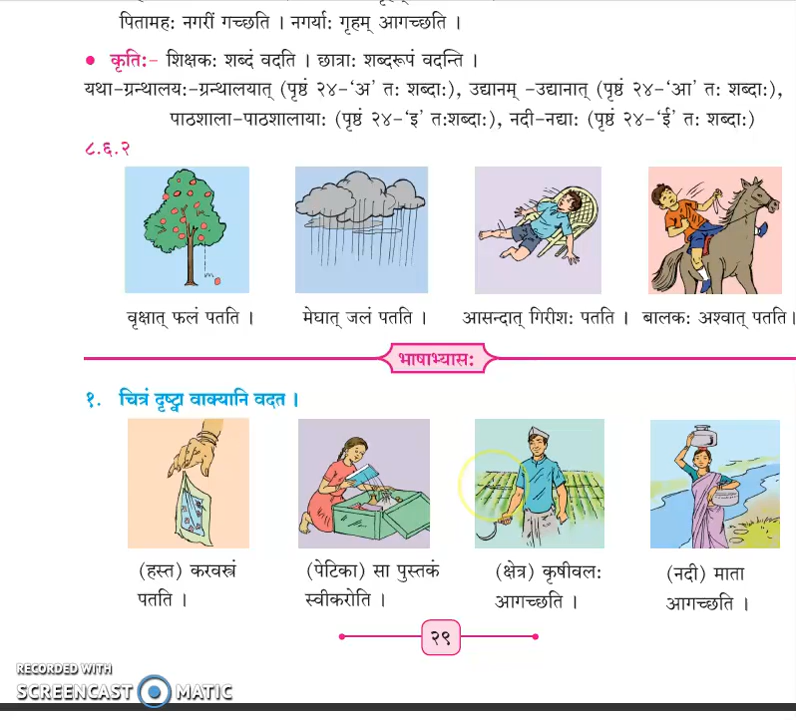 पितामहः नगरीं गच्छति । नगर्याः गृहम् आगच्छति ।
• कृतिः- शिक्षकः शब्दं वदति । छात्राः शब्दरूपं वदन्ति ।
यथा-ग्रन्थालयः-ग्रन्थालयात् (पृष्ठं २४-‘अ’ तः शब्दाः), उद्यानम् -उद्यानात् (पृष्ठं २४-‘आ’ तः शब्दाः),
पाठशाला-पाठशालायाः (पृष्ठं २४-‘इ’ तःशब्दाः), नदी-नद्याः (पृष्ठं २४-‘ई’ तः शब्दाः)
८.६.२
वृक्षात् फलं पतति । मेघात् जलं पतति । आसन्दात् गिरीशः पतति । बालकः अश्वात् पतति।
भाषाभ्यासः
१. चित्रं दृष्ट्वा वाक्यानि वदत ।
(हस्त) करवस्त्रं (पेटिका) सा पुस्तकं (क्षेत्र) कृषीवलः (नदी) माता
पतति । स्वीकरोति । आगच्छति । आगच्छति ।
२९
RECORDED WITH
SCREENCAST-O-MATIC